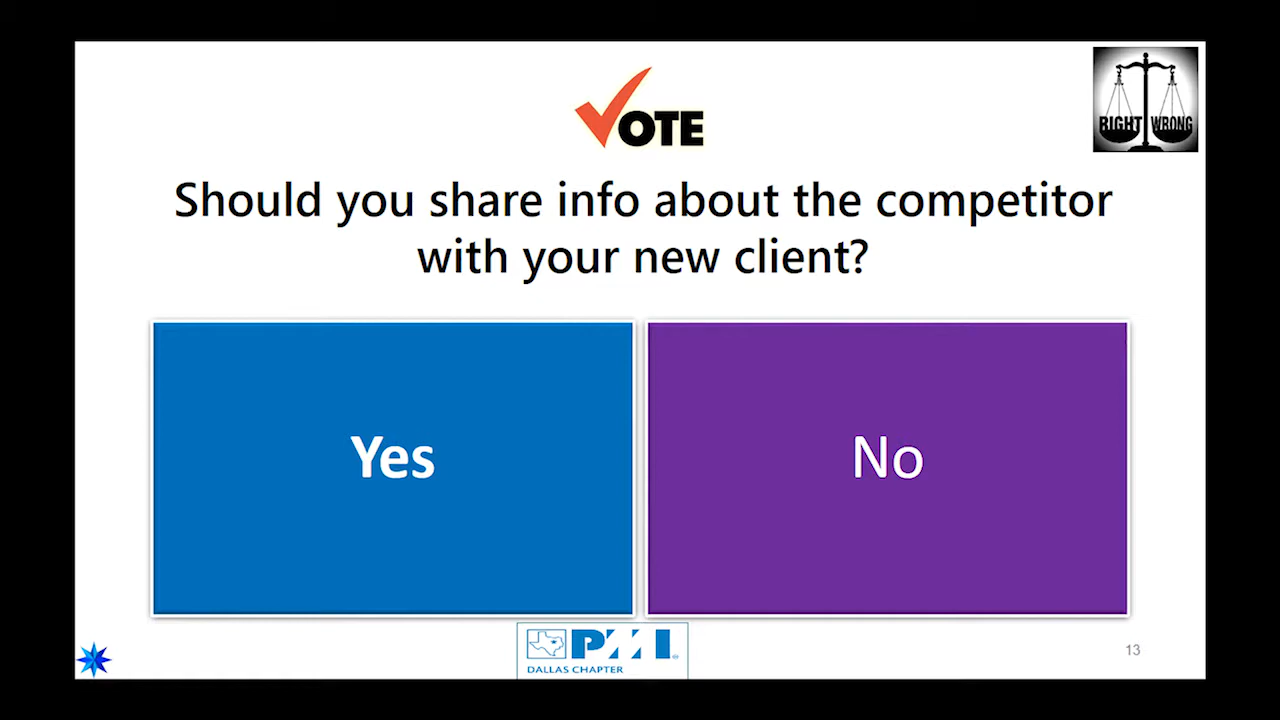 VOTE
RIGHT WRONG
Should you share info about the competitor
with your new client?
Yes
No
PMI
DALLAS CHAPTER
13